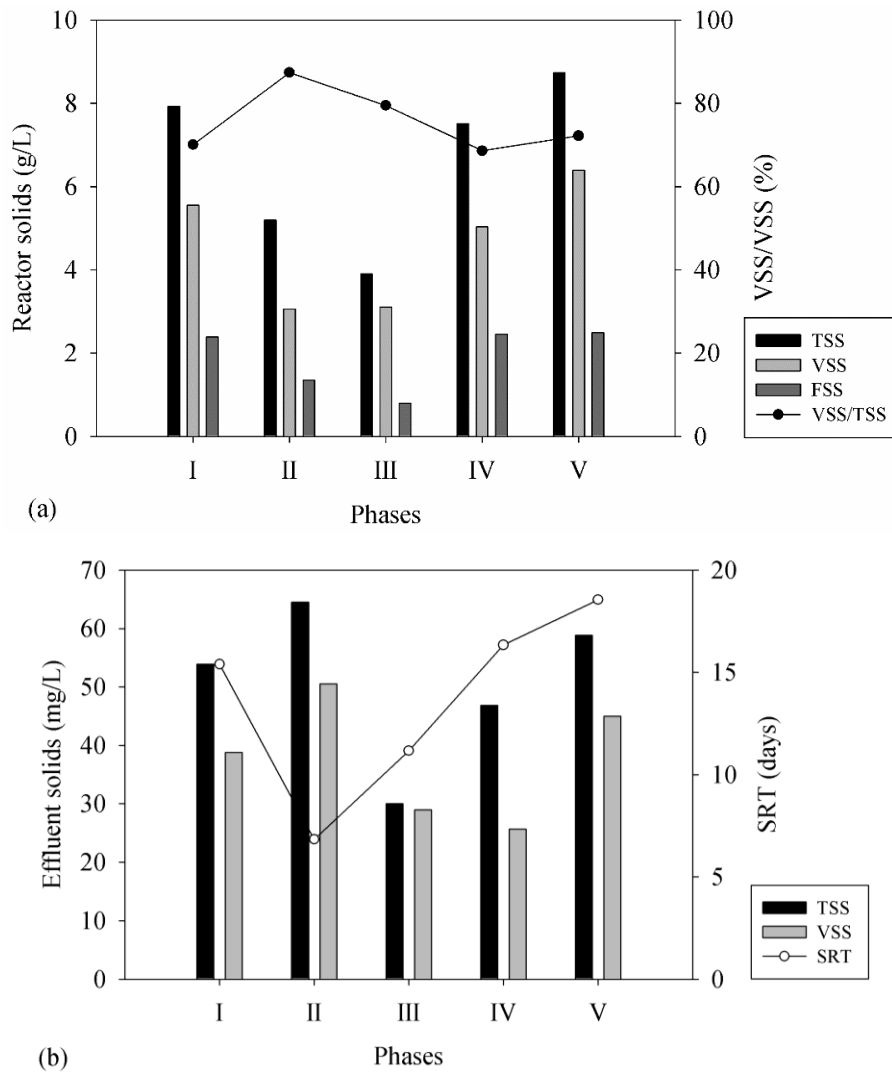 Reactor solids (g/L)
10
8
6
4
2
0
VSS/VSS (%)
100
80
60
40
20
0
TSS
VSS
FSS
VSS/TSS
I II III IV V
Phases
(a)
Effluent solids (mg/L)
70
60
50
40
30
20
10
0
SRT (days)
20
15
10
5
0
TSS
VSS
SRT
I II III IV V
Phases
(b)